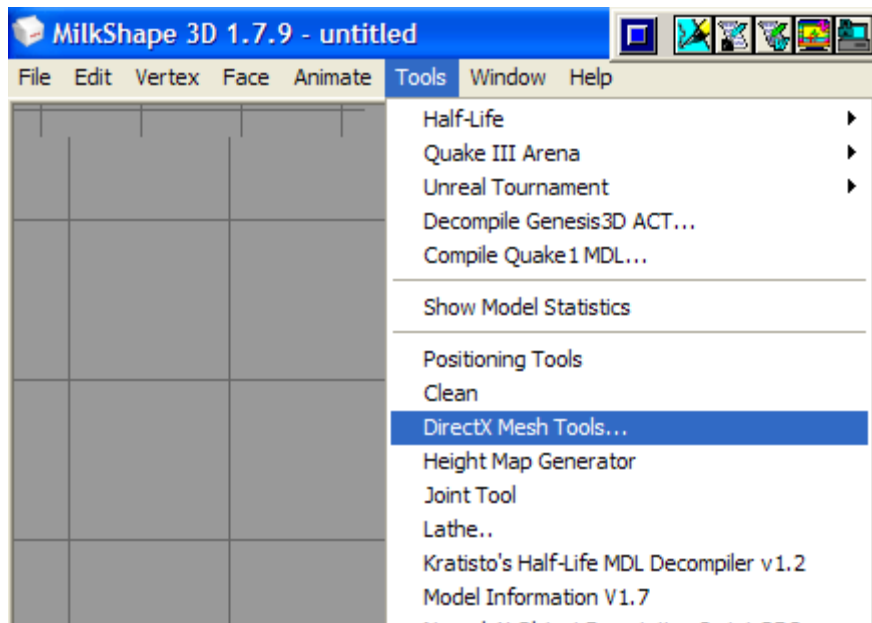 MilkShape 3D 1.7.9 - untitled
File Edit Vertex Face Animate Tools Window Help
Half-Life
Quake III Arena
Unreal Tournament
Decompile Genesis3D ACT...
Compile Quake1 MDL...
Show Model Statistics
Positioning Tools
Clean
DirectX Mesh Tools...
Height Map Generator
Joint Tool
Lathe..
Kratisto's Half-Life MDL Decompiler v1.2
Model Information V1.7